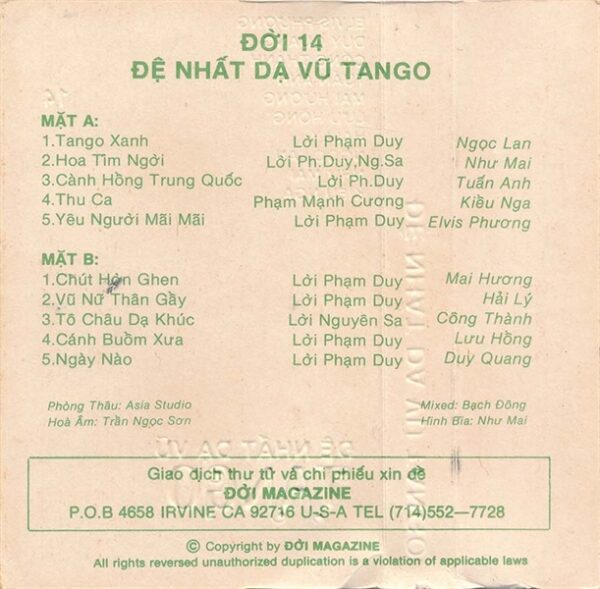 ĐỜI 14
ĐỆ NHẤT DẠ VŨ TANGO
MẶT A:
1.Tango Xanh Lời Phạm Duy Ngọc Lan
2.Hoa Tím Ngời Lời Ph.Duy,Ng.Sa Như Mai
3.Cành Hồng Trung Quốc Lời Ph.Duy Tuấn Anh
4.Thu Ca Phạm Mạnh Cương Kiều Nga
5.Yêu Người Mãi Mãi Lời Phạm Duy Elvis Phương
MẶT B:
1.Chút Hờn Ghen Lời Phạm Duy Mai Hương
2.Vũ Nữ Thân Gầy Lời Phạm Duy Hải Lý
3.Tô Châu Dạ Khúc Lời Nguyên Sa Công Thành
4.Cánh Buồm Xưa Lời Phạm Duy Lưu Hồng
5.Ngày Nào Lời Phạm Duy Duy Quang
Phòng Thâu: Asia Studio Mixed: Bạch Đông
Hoà Âm: Trần Ngọc Sơn Hình Bìa: Như Mai
Giao dịch thư từ và chi phiếu xin đề
ĐỜI MAGAZINE
P.O.B 4658 IRVINE CA 92716 U-S-A TEL (714)552-7728
© Copyright by ĐỜI MAGAZINE
All rights reversed unauthorized duplication is a violation of applicable laws